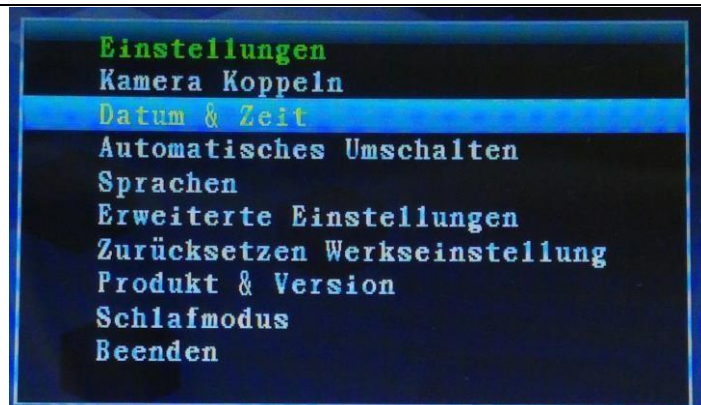 Einstellungen
Kamera Koppeln
Datum & Zeit
Automatisches Umschalten
Sprachen
Erweiterte Einstellungen
Zurücksetzen Werkseinstellung
Produkt & Version
Schlafmodus
Beenden